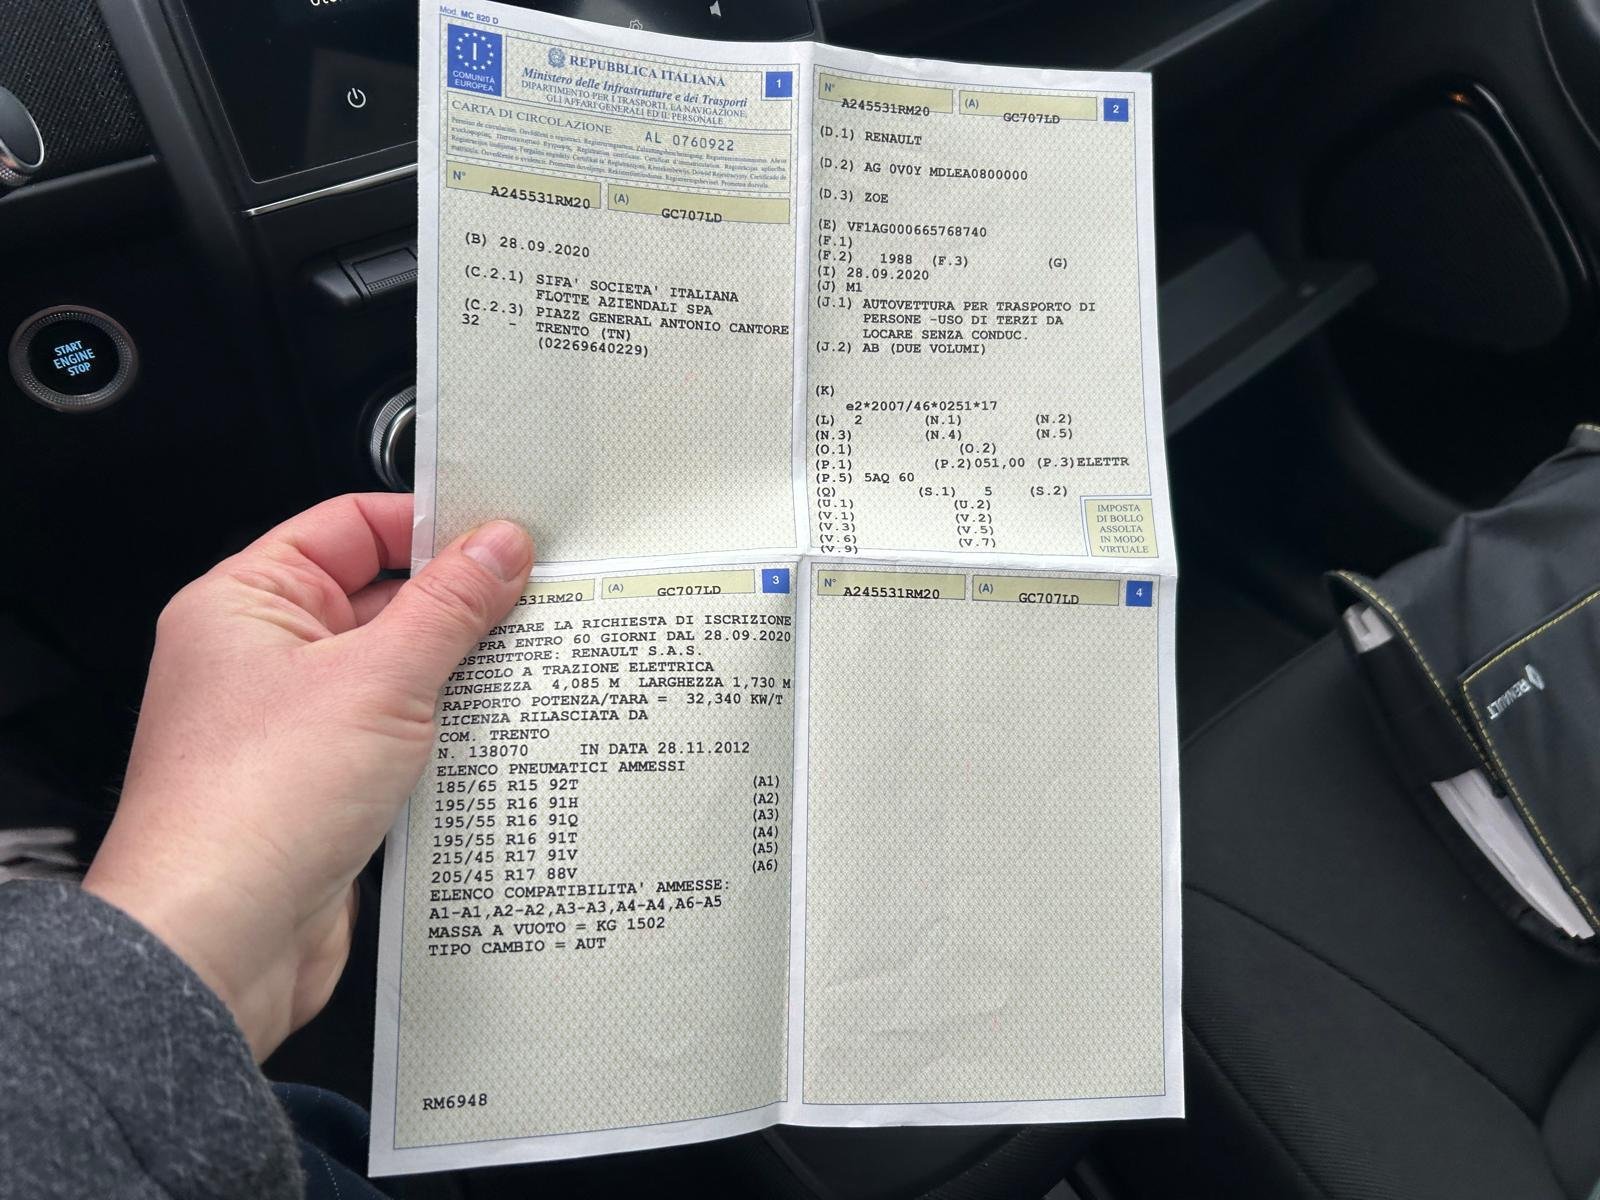 Mod. MC 820 D
I
COMUNITÀ
EUROPEA
REPUBBLICA ITALIANA
Ministero delle Infrastrutture e dei Trasporti
DIPARTIMENTO PER I TRASPORTI, LA NAVIGAZIONE,
GLI AFFARI GENERALI ED IL PERSONALE
1
CARTA DI CIRCOLAZIONE
AL 0760922
N° A245531RM20 (A) GC707LD
(B) 28.09.2020
(C.2.1) SIFA' SOCIETA' ITALIANA
FLOTTE AZIENDALI SPA
(C.2.3) PIAZZ GENERAL ANTONIO CANTORE
32 - TRENTO (TN)
(02269640229)
N° A245531RM20 (A) GC707LD 2
(D.1) RENAULT
(D.2) AG 0V0Y MDLEA0800000
(D.3) ZOE
(E) VF1AG000665768740
(F.1)
(F.2) 1988 (F.3) (G)
(I) 28.09.2020
(J) M1
(J.1) AUTOVETTURA PER TRASPORTO DI
PERSONE -USO DI TERZI DA
LOCARE SENZA CONDUC.
(J.2) AB (DUE VOLUMI)
(K)
e2*2007/46*0251*17
(L) 2 (N.1) (N.2)
(N.3) (N.4) (N.5)
(O.1) (O.2)
(P.1) (P.2)051,00 (P.3)ELETTR
(P.5) 5AQ 60
(Q) (S.1) 5 (S.2)
(U.1) (U.2)
(V.1) (V.2)
(V.3) (V.5)
(V.6) (V.7)
(V.9)
IMPOSTA
DI BOLLO
ASSOLTA
IN MODO
VIRTUALE
531RM20 (A) GC707LD 3
ENTARE LA RICHIESTA DI ISCRIZIONE
PRA ENTRO 60 GIORNI DAL 28.09.2020
OSTRUTTORE: RENAULT S.A.S.
VEICOLO A TRAZIONE ELETTRICA
LUNGHEZZA 4,085 M LARGHEZZA 1,730 M
RAPPORTO POTENZA/TARA = 32,340 KW/T
LICENZA RILASCIATA DA
COM. TRENTO
N. 138070 IN DATA 28.11.2012
ELENCO PNEUMATICI AMMESSI
185/65 R15 92T (A1)
195/55 R16 91H (A2)
195/55 R16 91Q (A3)
195/55 R16 91T (A4)
215/45 R17 91V (A5)
205/45 R17 88V (A6)
ELENCO COMPATIBILITA' AMMESSE:
A1-A1,A2-A2,A3-A3,A4-A4,A6-A5
MASSA A VUOTO = KG 1502
TIPO CAMBIO = AUT
RM6948
N° A245531RM20 (A) GC707LD 4
START
ENGINE
STOP
RENAULT